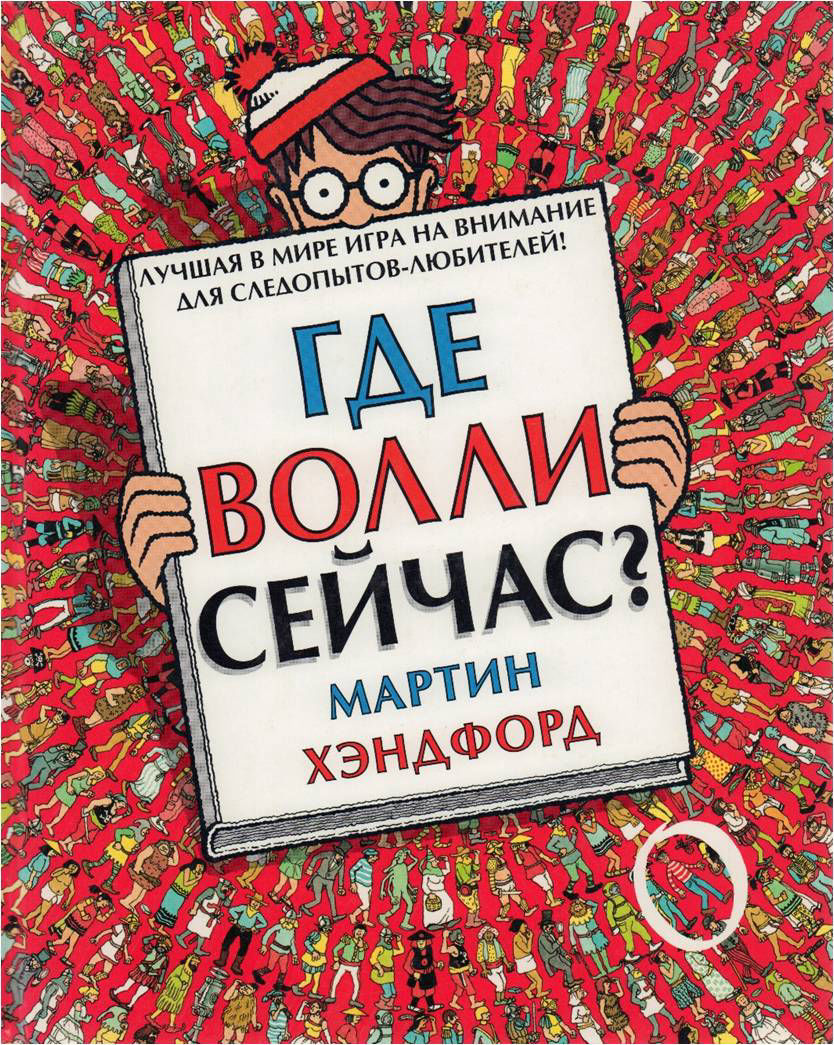 ЛУЧШАЯ В МИРЕ ИГРА НА ВНИМАНИЕ
ДЛЯ СЛЕДОПЫТОВ-ЛЮБИТЕЛЕЙ!
ГДЕ
ВОЛЛИ
СЕЙЧАС?
МАРТИН
ХЭНДФОРД